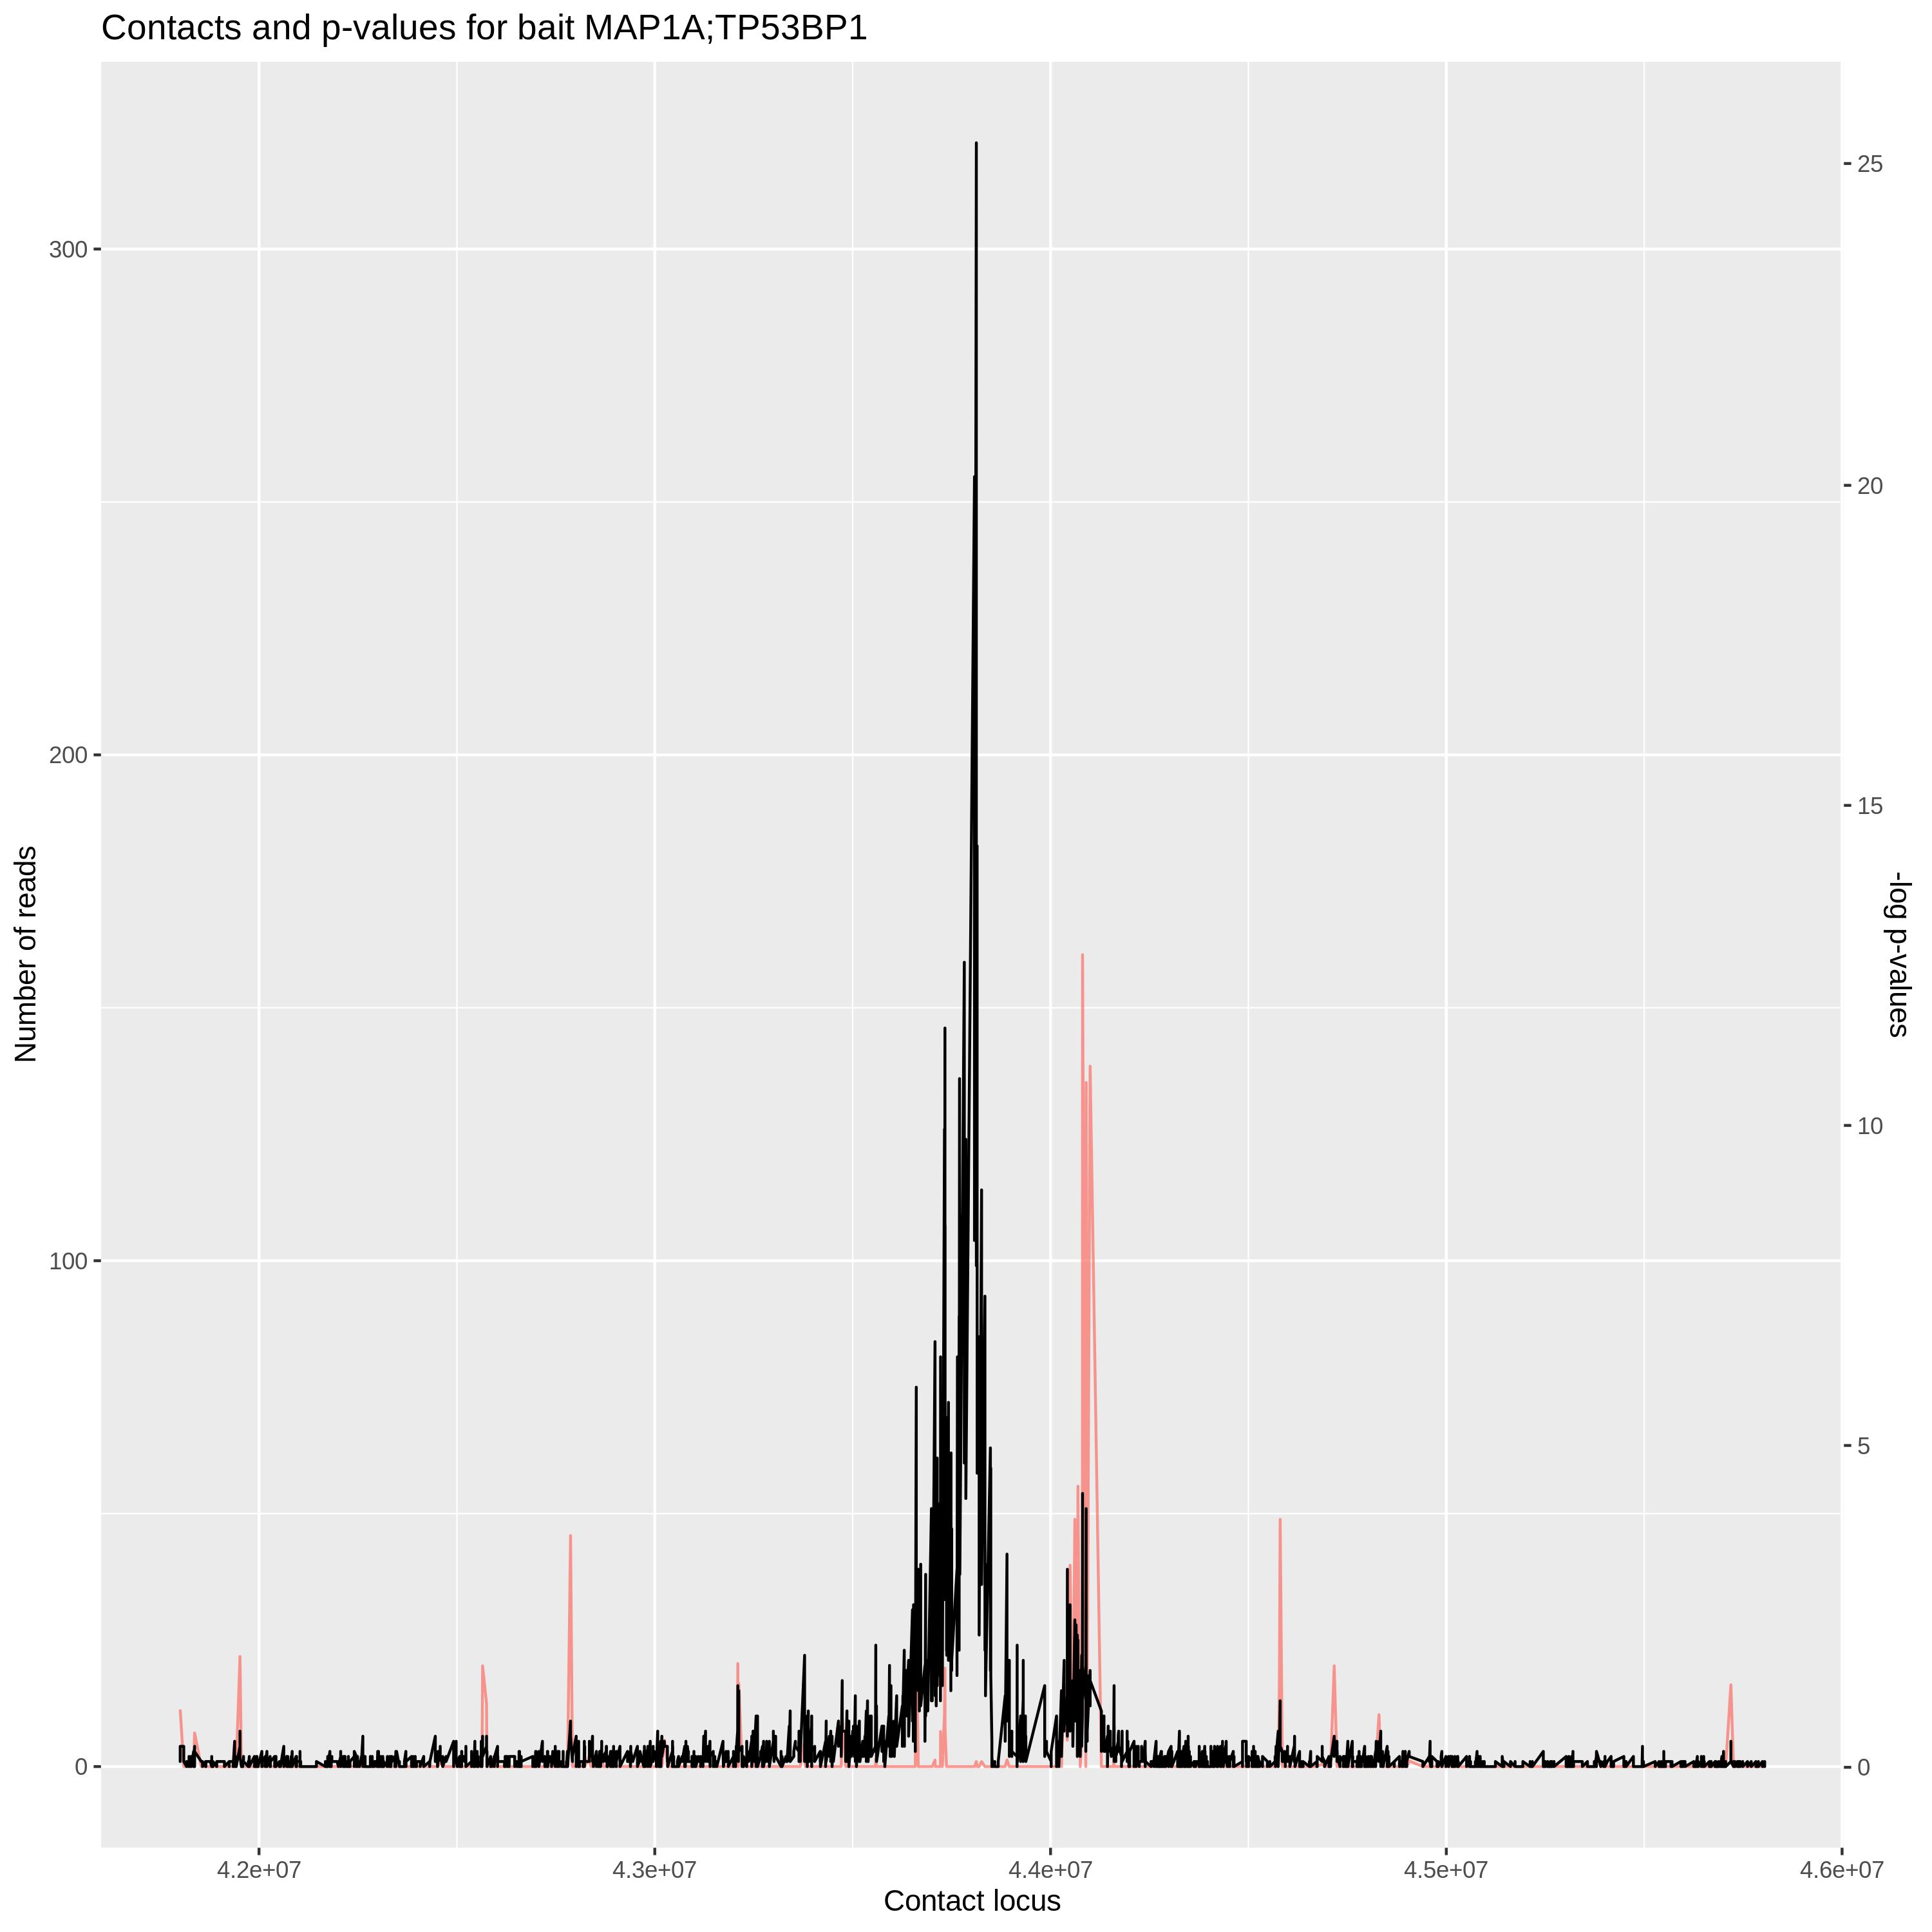 Contacts and p-values for bait MAP1A;TP53BP1
Number of reads
300
200
100
0
25
20
15
10
5
0
-log p-values
4.2e+07
4.3e+07
4.4e+07
4.5e+07
4.6e+07
Contact locus